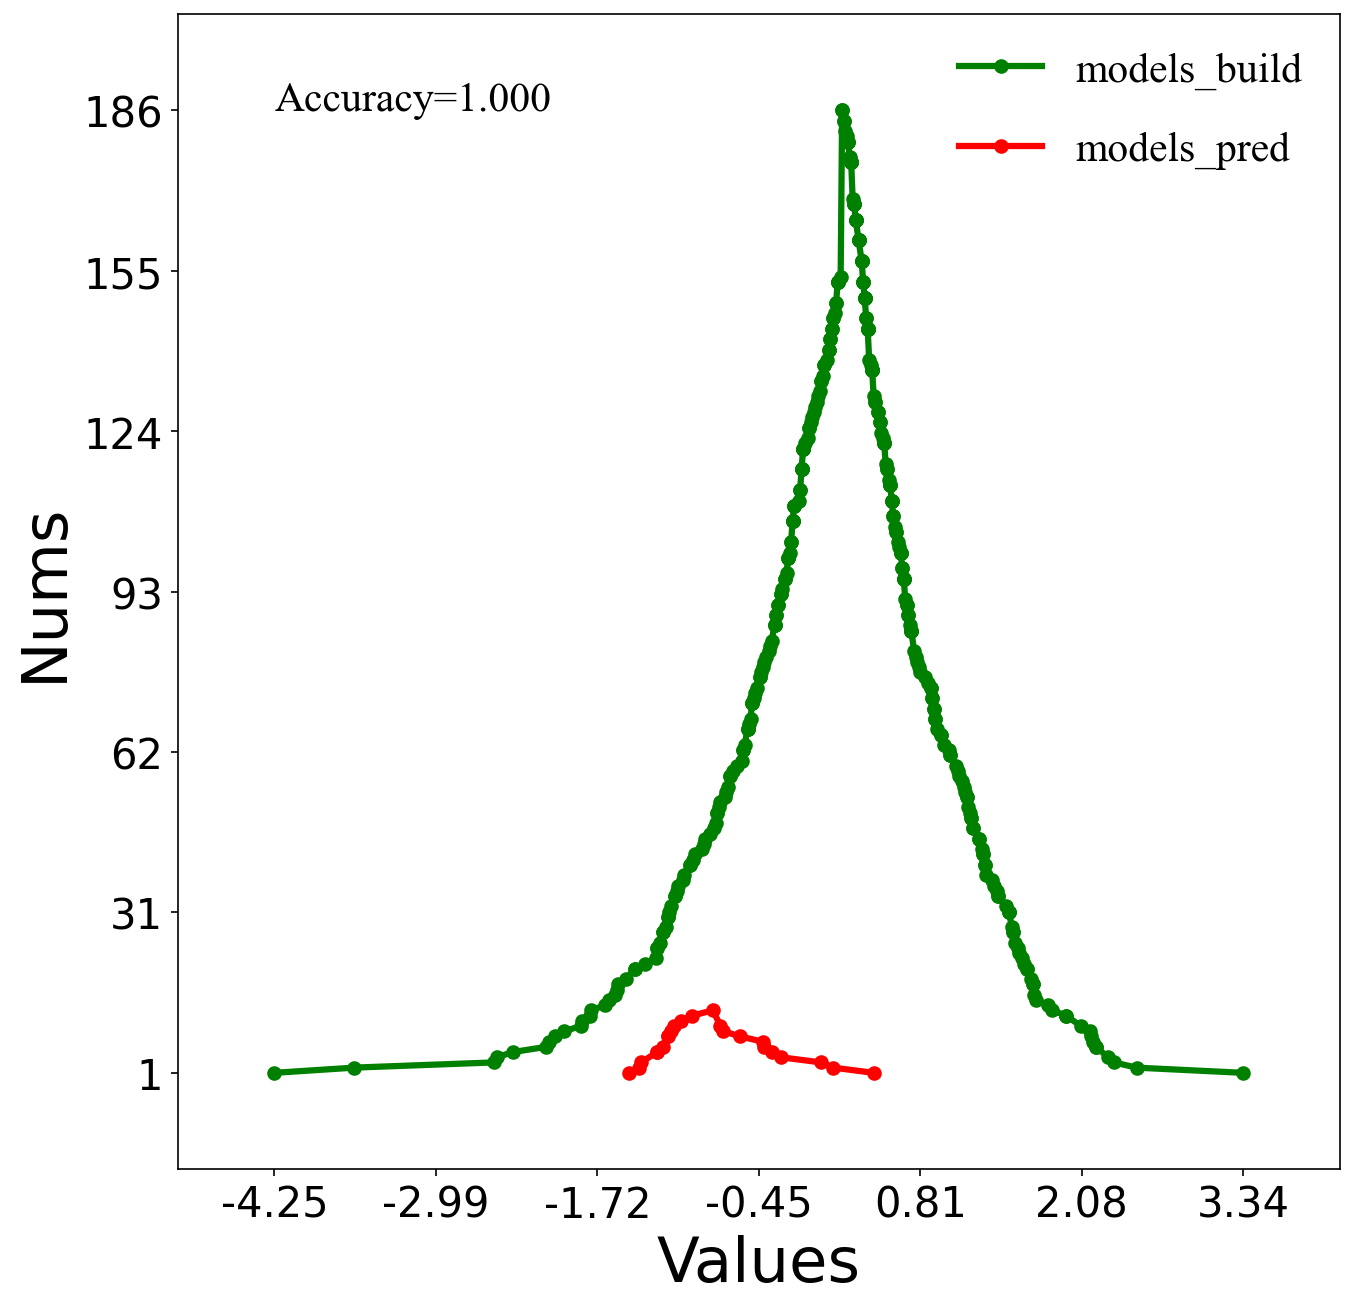 models_build
Accuracy=1.000
models_pred
186
155
124
93
62
31
1
Nums
-4.25 -2.99 -1.72 -0.45 0.81 2.08 3.34
Values